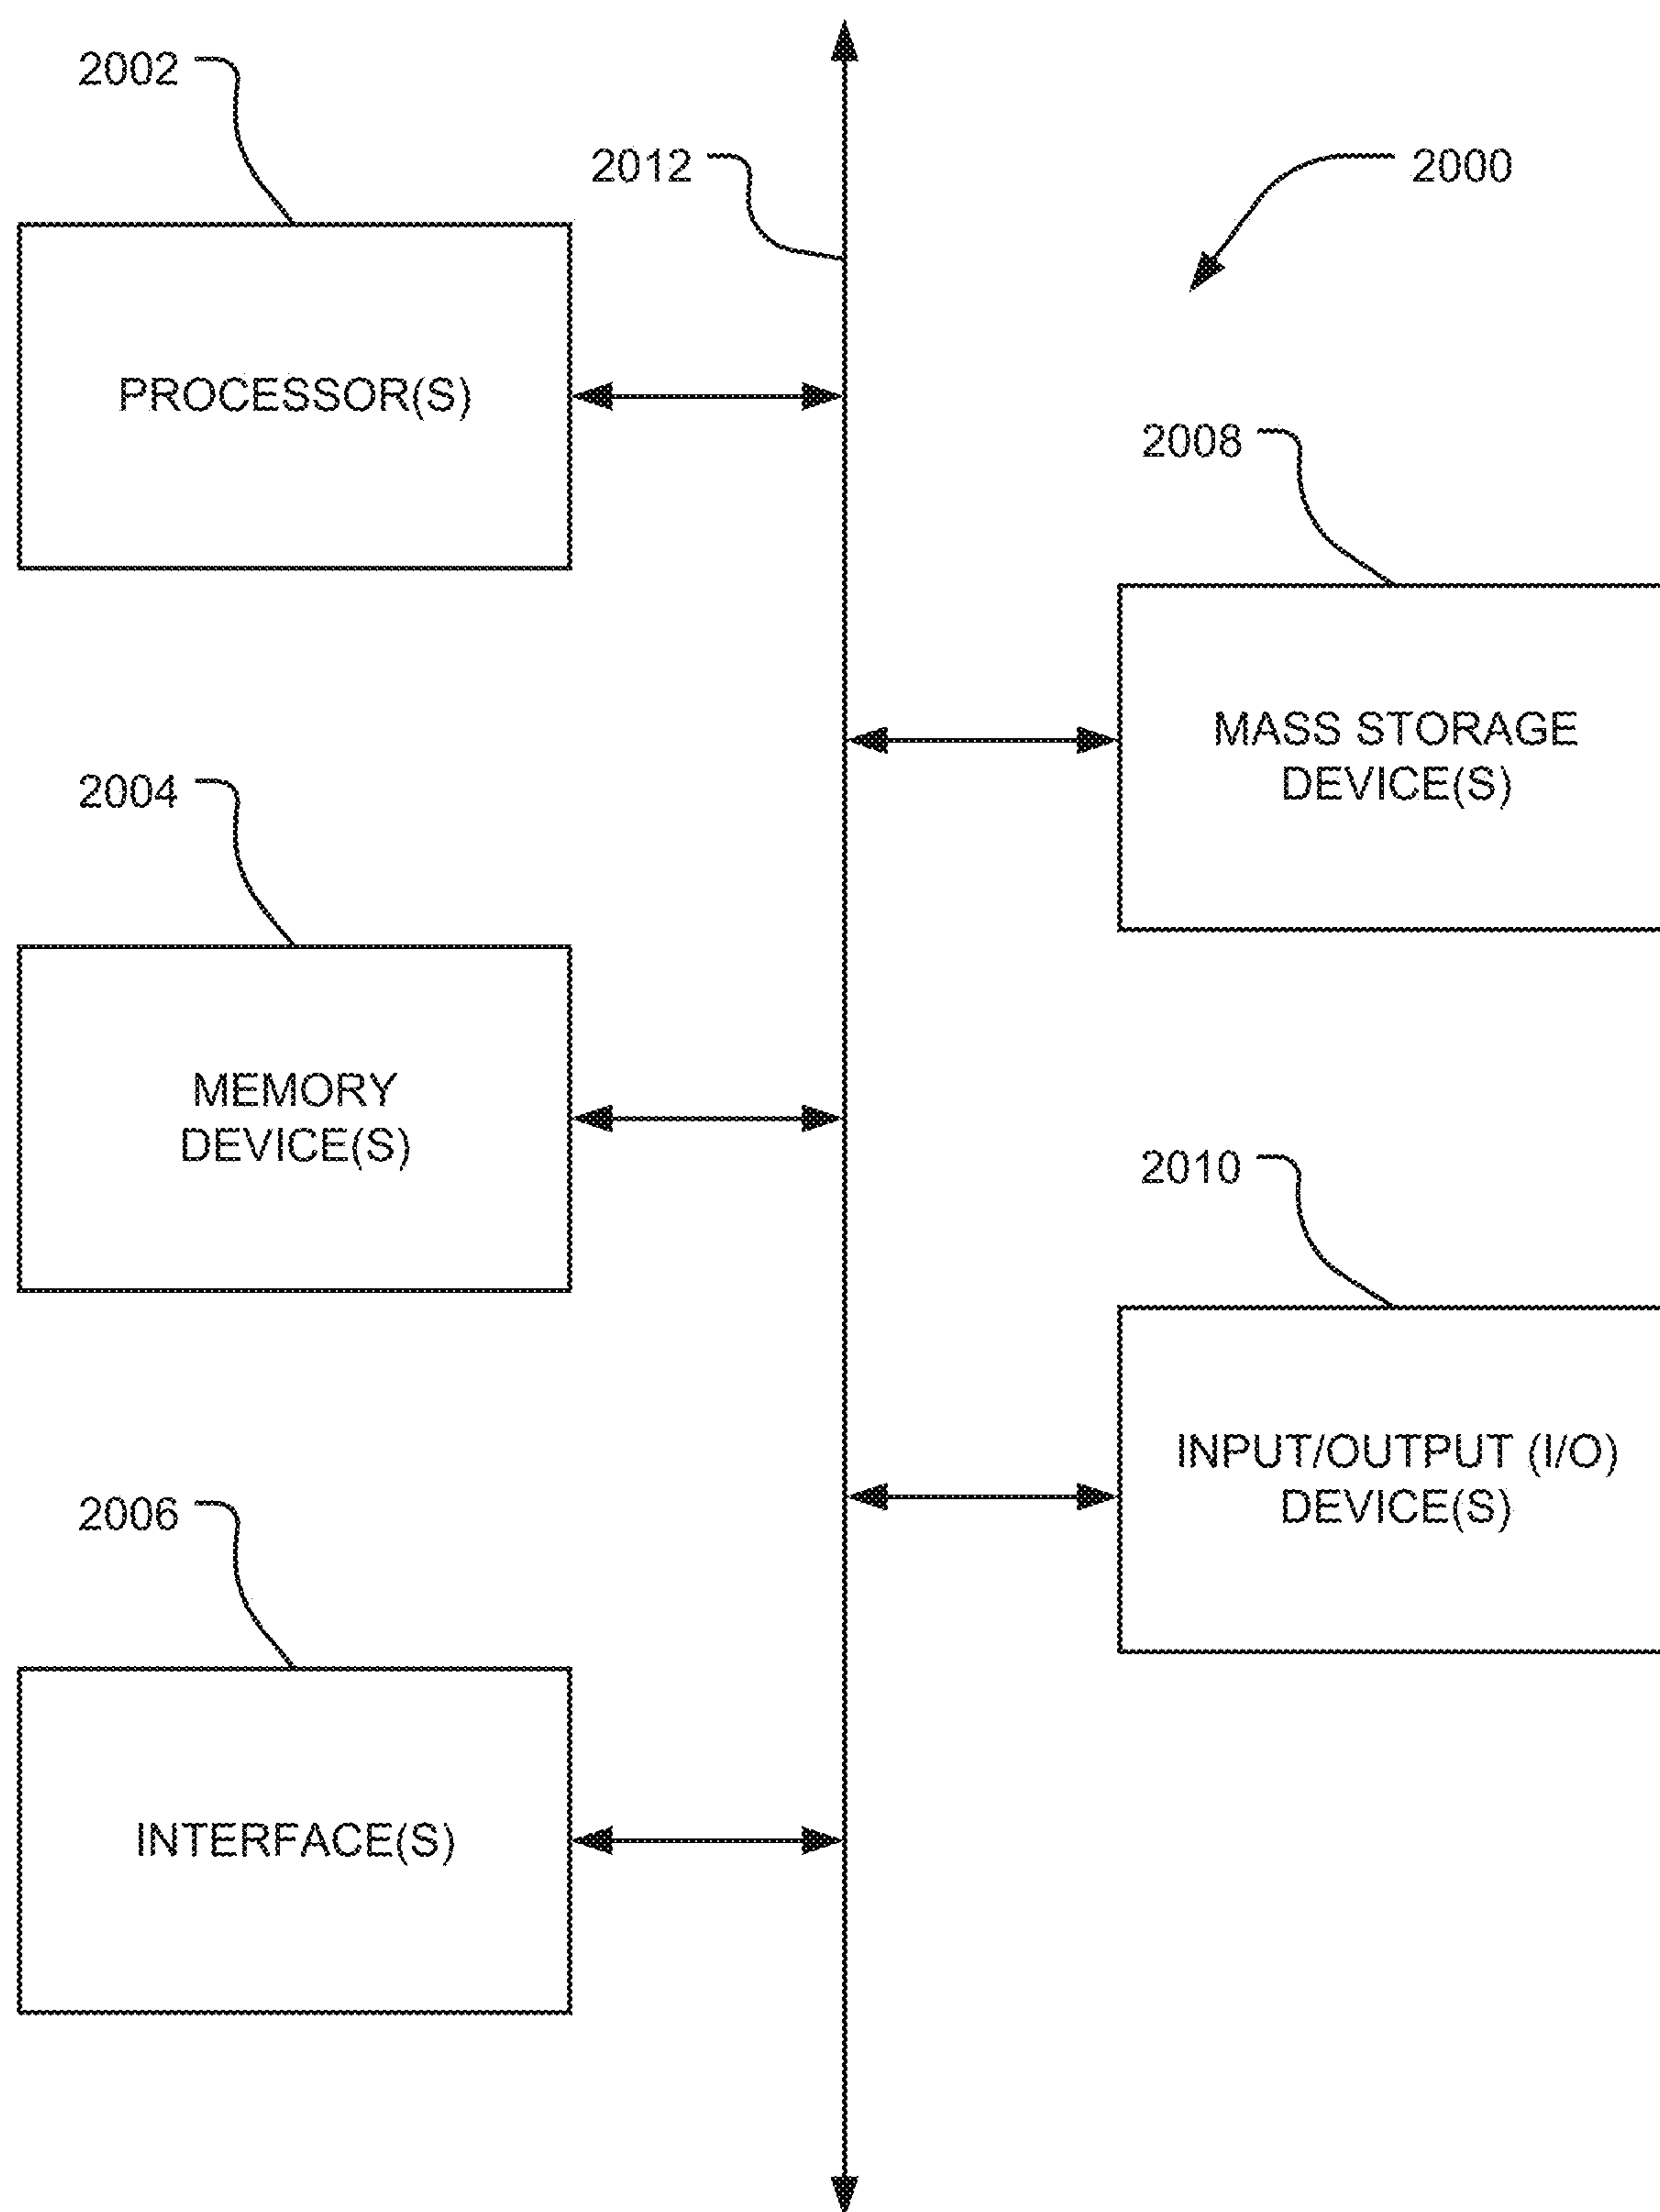 2002
2012
2000
PROCESSOR(S)
2008
MASS STORAGE
DEVICE(S)
2004
MEMORY
DEVICE(S)
2010
INPUT/OUTPUT (I/O)
DEVICE(S)
2006
INTERFACE(S)